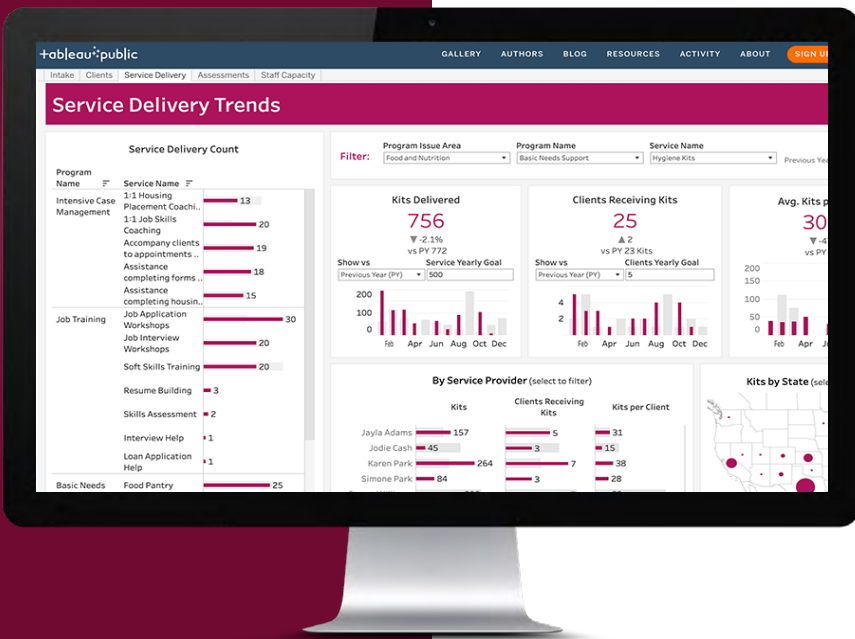 +ableau public
GALLERY AUTHORS BLOG RESOURCES ACTIVITY ABOUT SIGN U
Intake Clients Service Delivery Assessments Staff Capacity
Service Delivery Trends
Service Delivery Count
Program
Name
Service Name
Intensive Case
Management
1:1 Housing
Placement Coachi..
13
1:1 Job Skills
Coaching
20
Accompany clients
to appointments ..
19
Assistance
completing forms ..
18
Assistance
completing housin..
15
Job Training
Job Application
Workshops
30
Job Interview
Workshops
20
Soft Skills Training
20
Resume Building
3
Skills Assessment
2
Interview Help
1
Loan Application
Help
1
Basic Needs
Food Pantry
25
Filter:
Program Issue Area
Food and Nutrition
Program Name
Basic Needs Support
Service Name
Hygiene Kits
Previous Yea
Kits Delivered
756
▼-2.1%
vs PY 772
Show vs
Previous Year (PY)
Service Yearly Goal
500
200
100
0
Feb Apr Jun Aug Oct Dec
Clients Receiving Kits
25
▲2
vs PY 23 Kits
Show vs
Previous Year (PY)
Clients Yearly Goal
5
4
2
Feb Apr Jun Aug Oct Dec
Avg. Kits p
30
▼-4
vs PY
200
150
100
50
0
Feb Apr J
By Service Provider (select to filter)
Kits
Clients Receiving
Kits
Kits per Client
Jayla Adams 157 5 31
Jodie Cash 45 3 15
Karen Park 264 7 38
Simone Park 84 3 28
Kits by State (sele